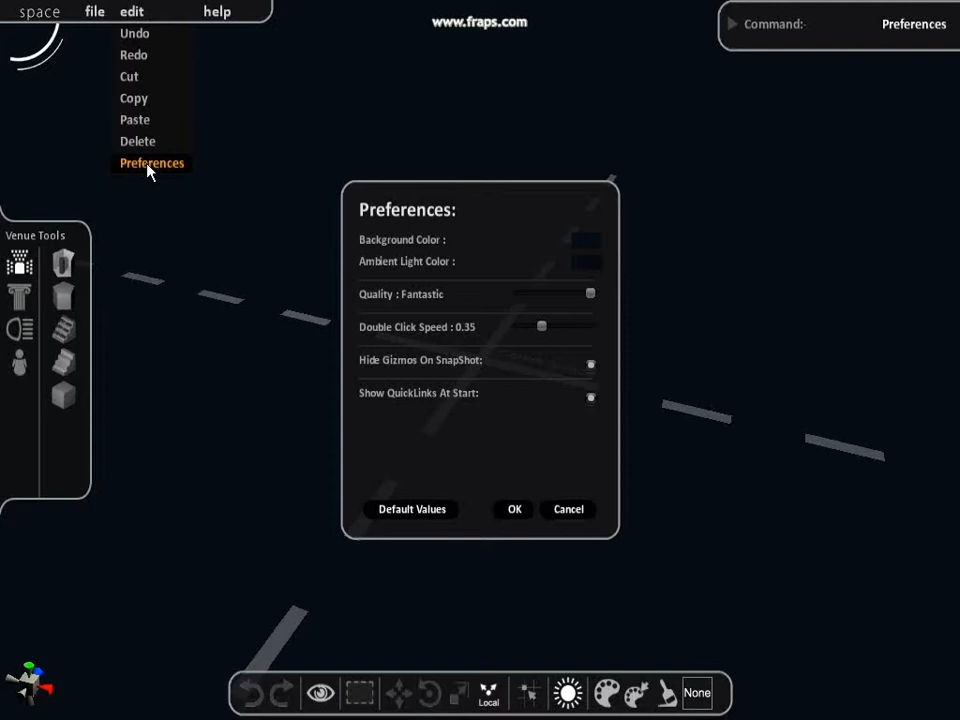 space file edit help
www.fraps.com
Command:- Preferences
Undo
Redo
Cut
Copy
Paste
Delete
Preferences
Venue Tools
Preferences:
Background Color :
Ambient Light Color :
Quality : Fantastic
Double Click Speed : 0.35
Hide Gizmos On SnapShot:
Show QuickLinks At Start:
Default Values OK Cancel
Local
None